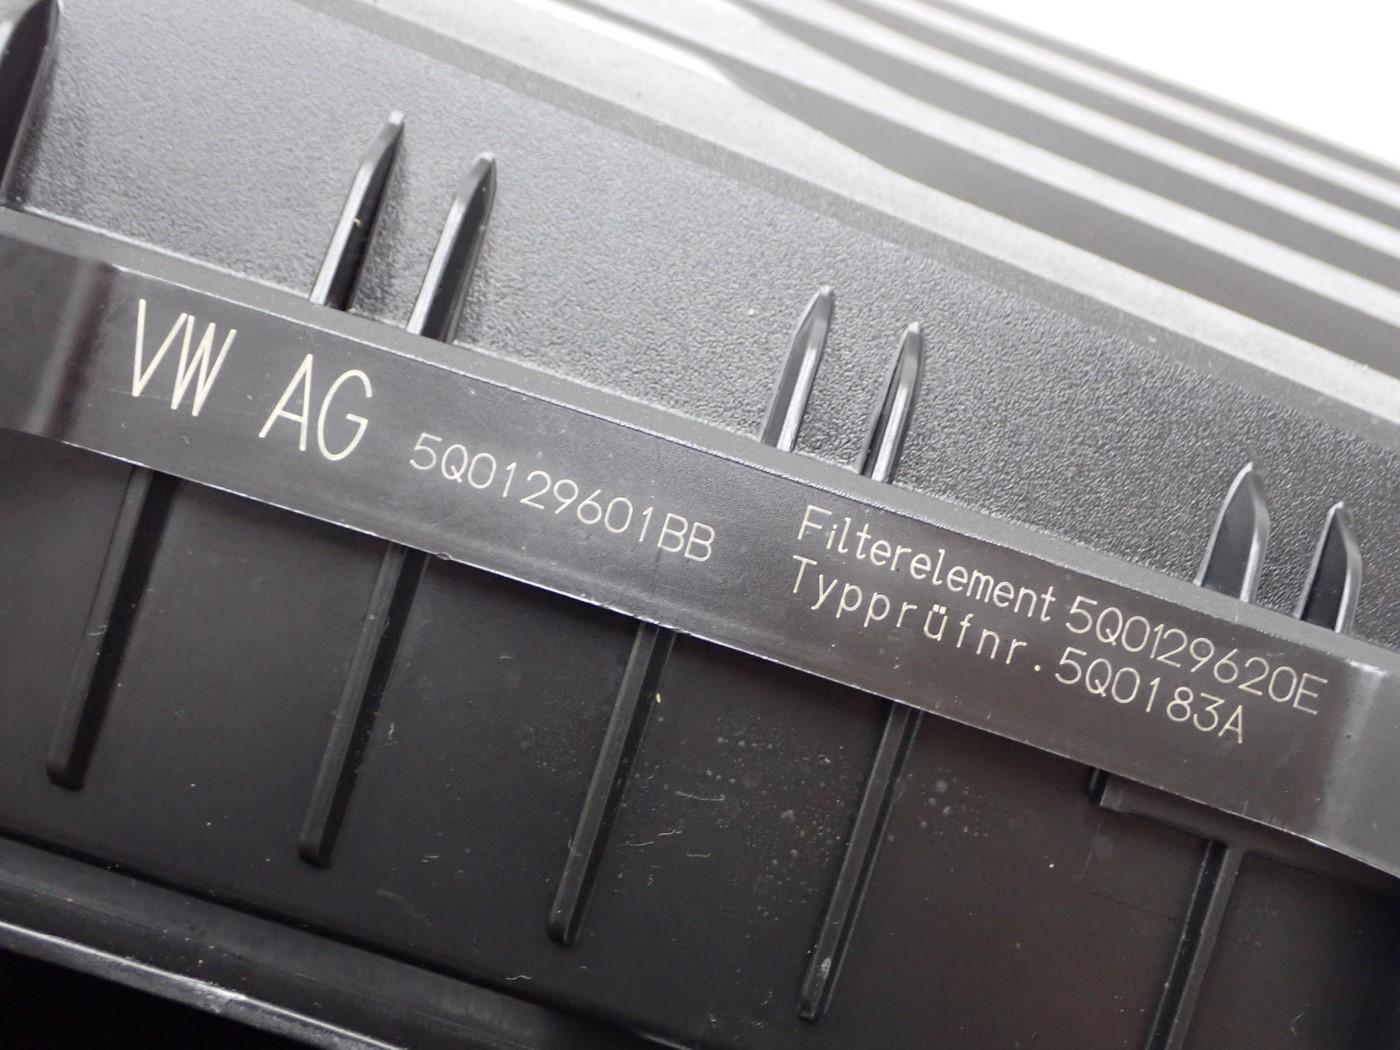 VW AG 5Q0129601BB
Filterelement 5Q0129620E
Typprüfnr. 5Q0183A